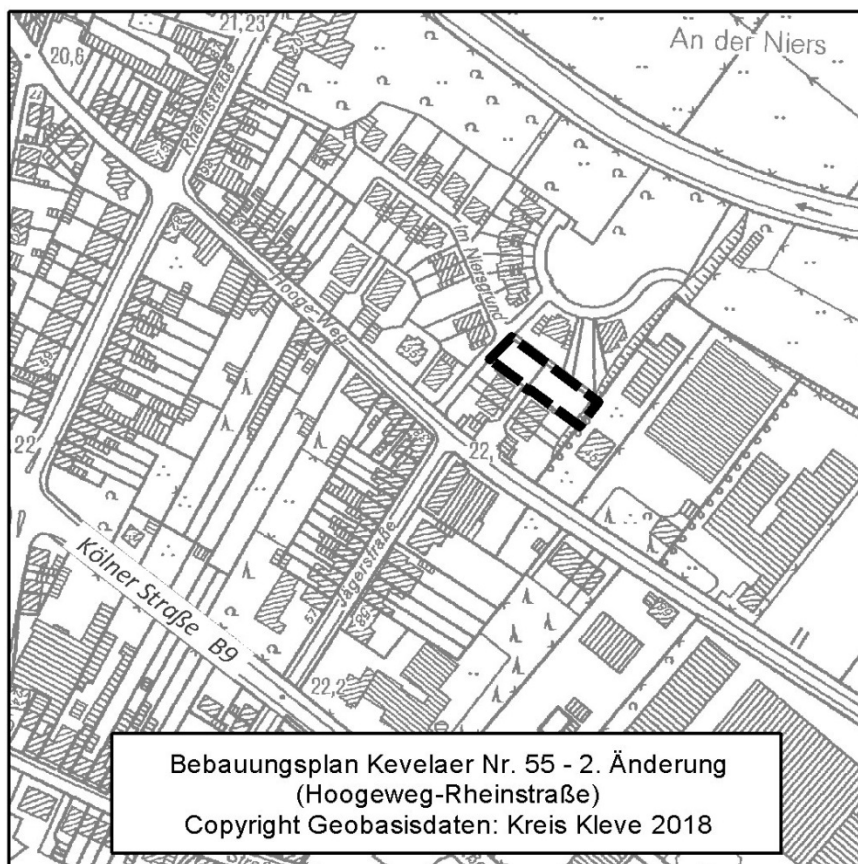 21,23
20,6
An der Niers
Rheinstraße
Im Niersgrund
Hooge-Weg
22,1
22
Kölner Straße B9
Jägerstraße
57
22,2
Bebauungsplan Kevelaer Nr. 55 - 2. Änderung
(Hoogeweg-Rheinstraße)
Copyright Geobasisdaten: Kreis Kleve 2018